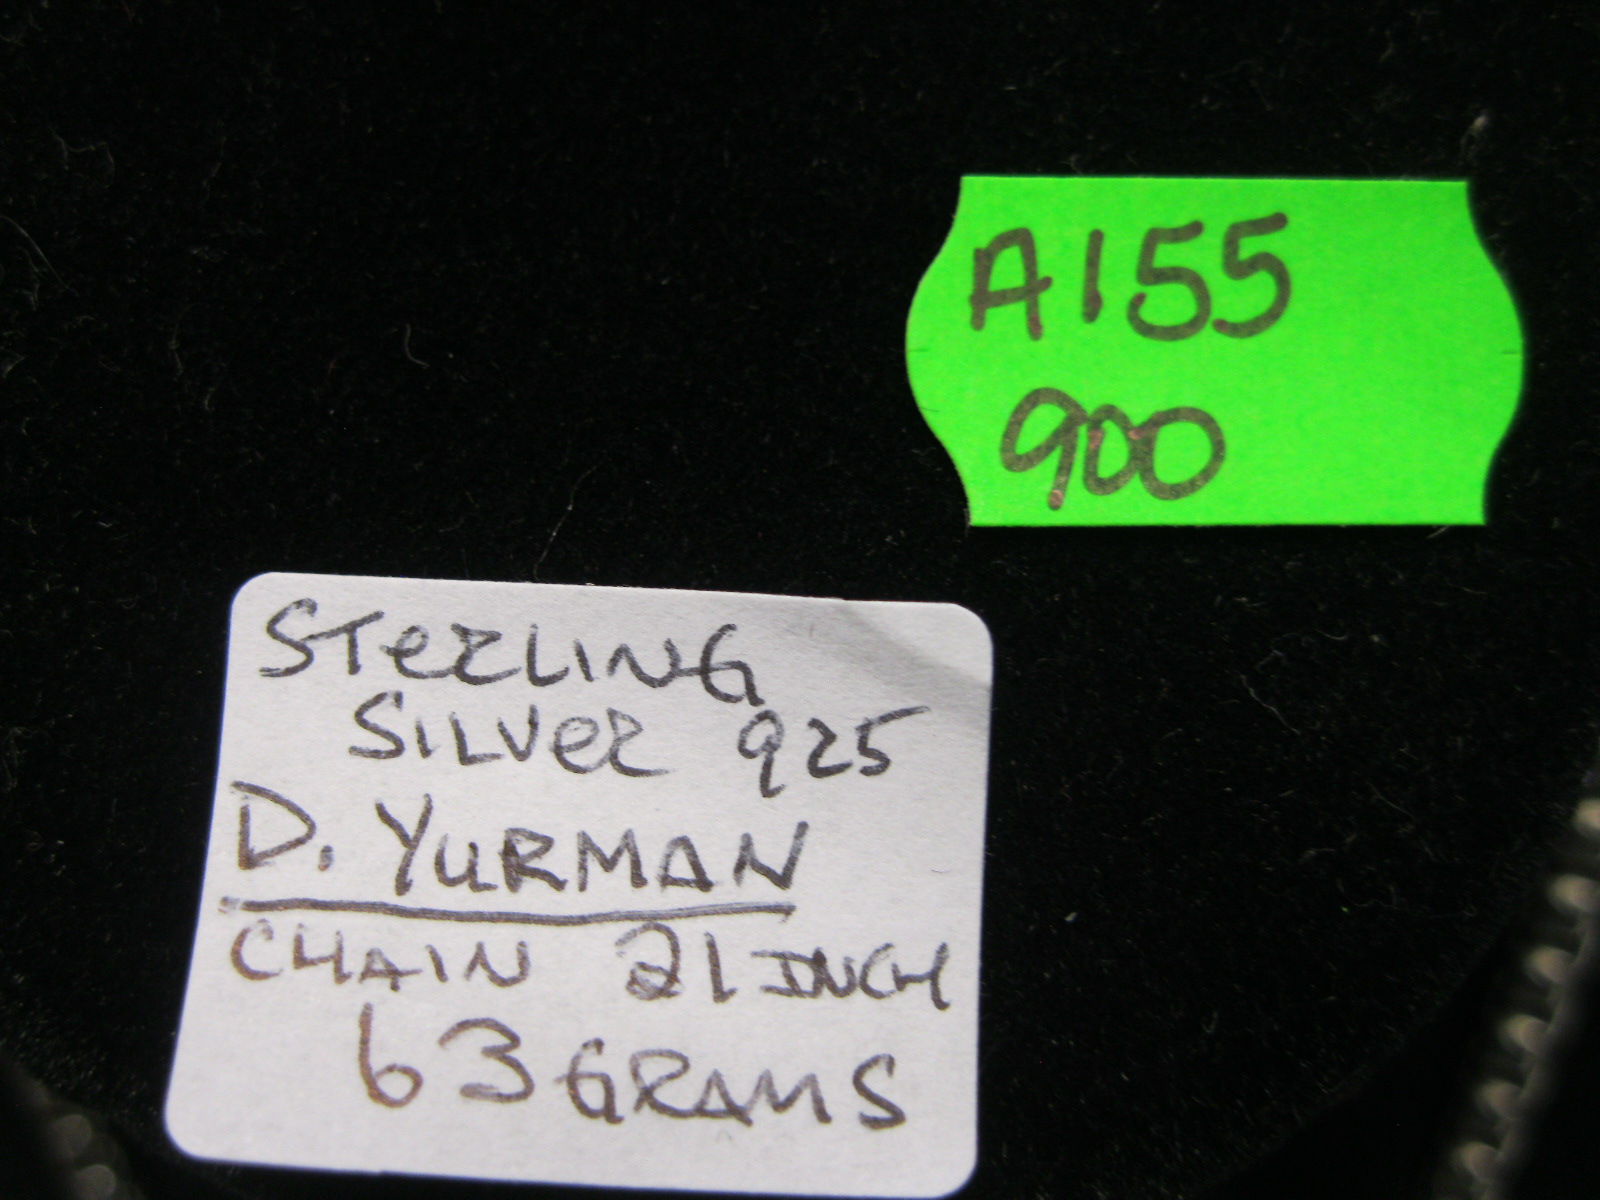 A155
900
STeRLING
SILVeR 925
D. YURMAN
CHAIN 21 INCH
63 GRAMS